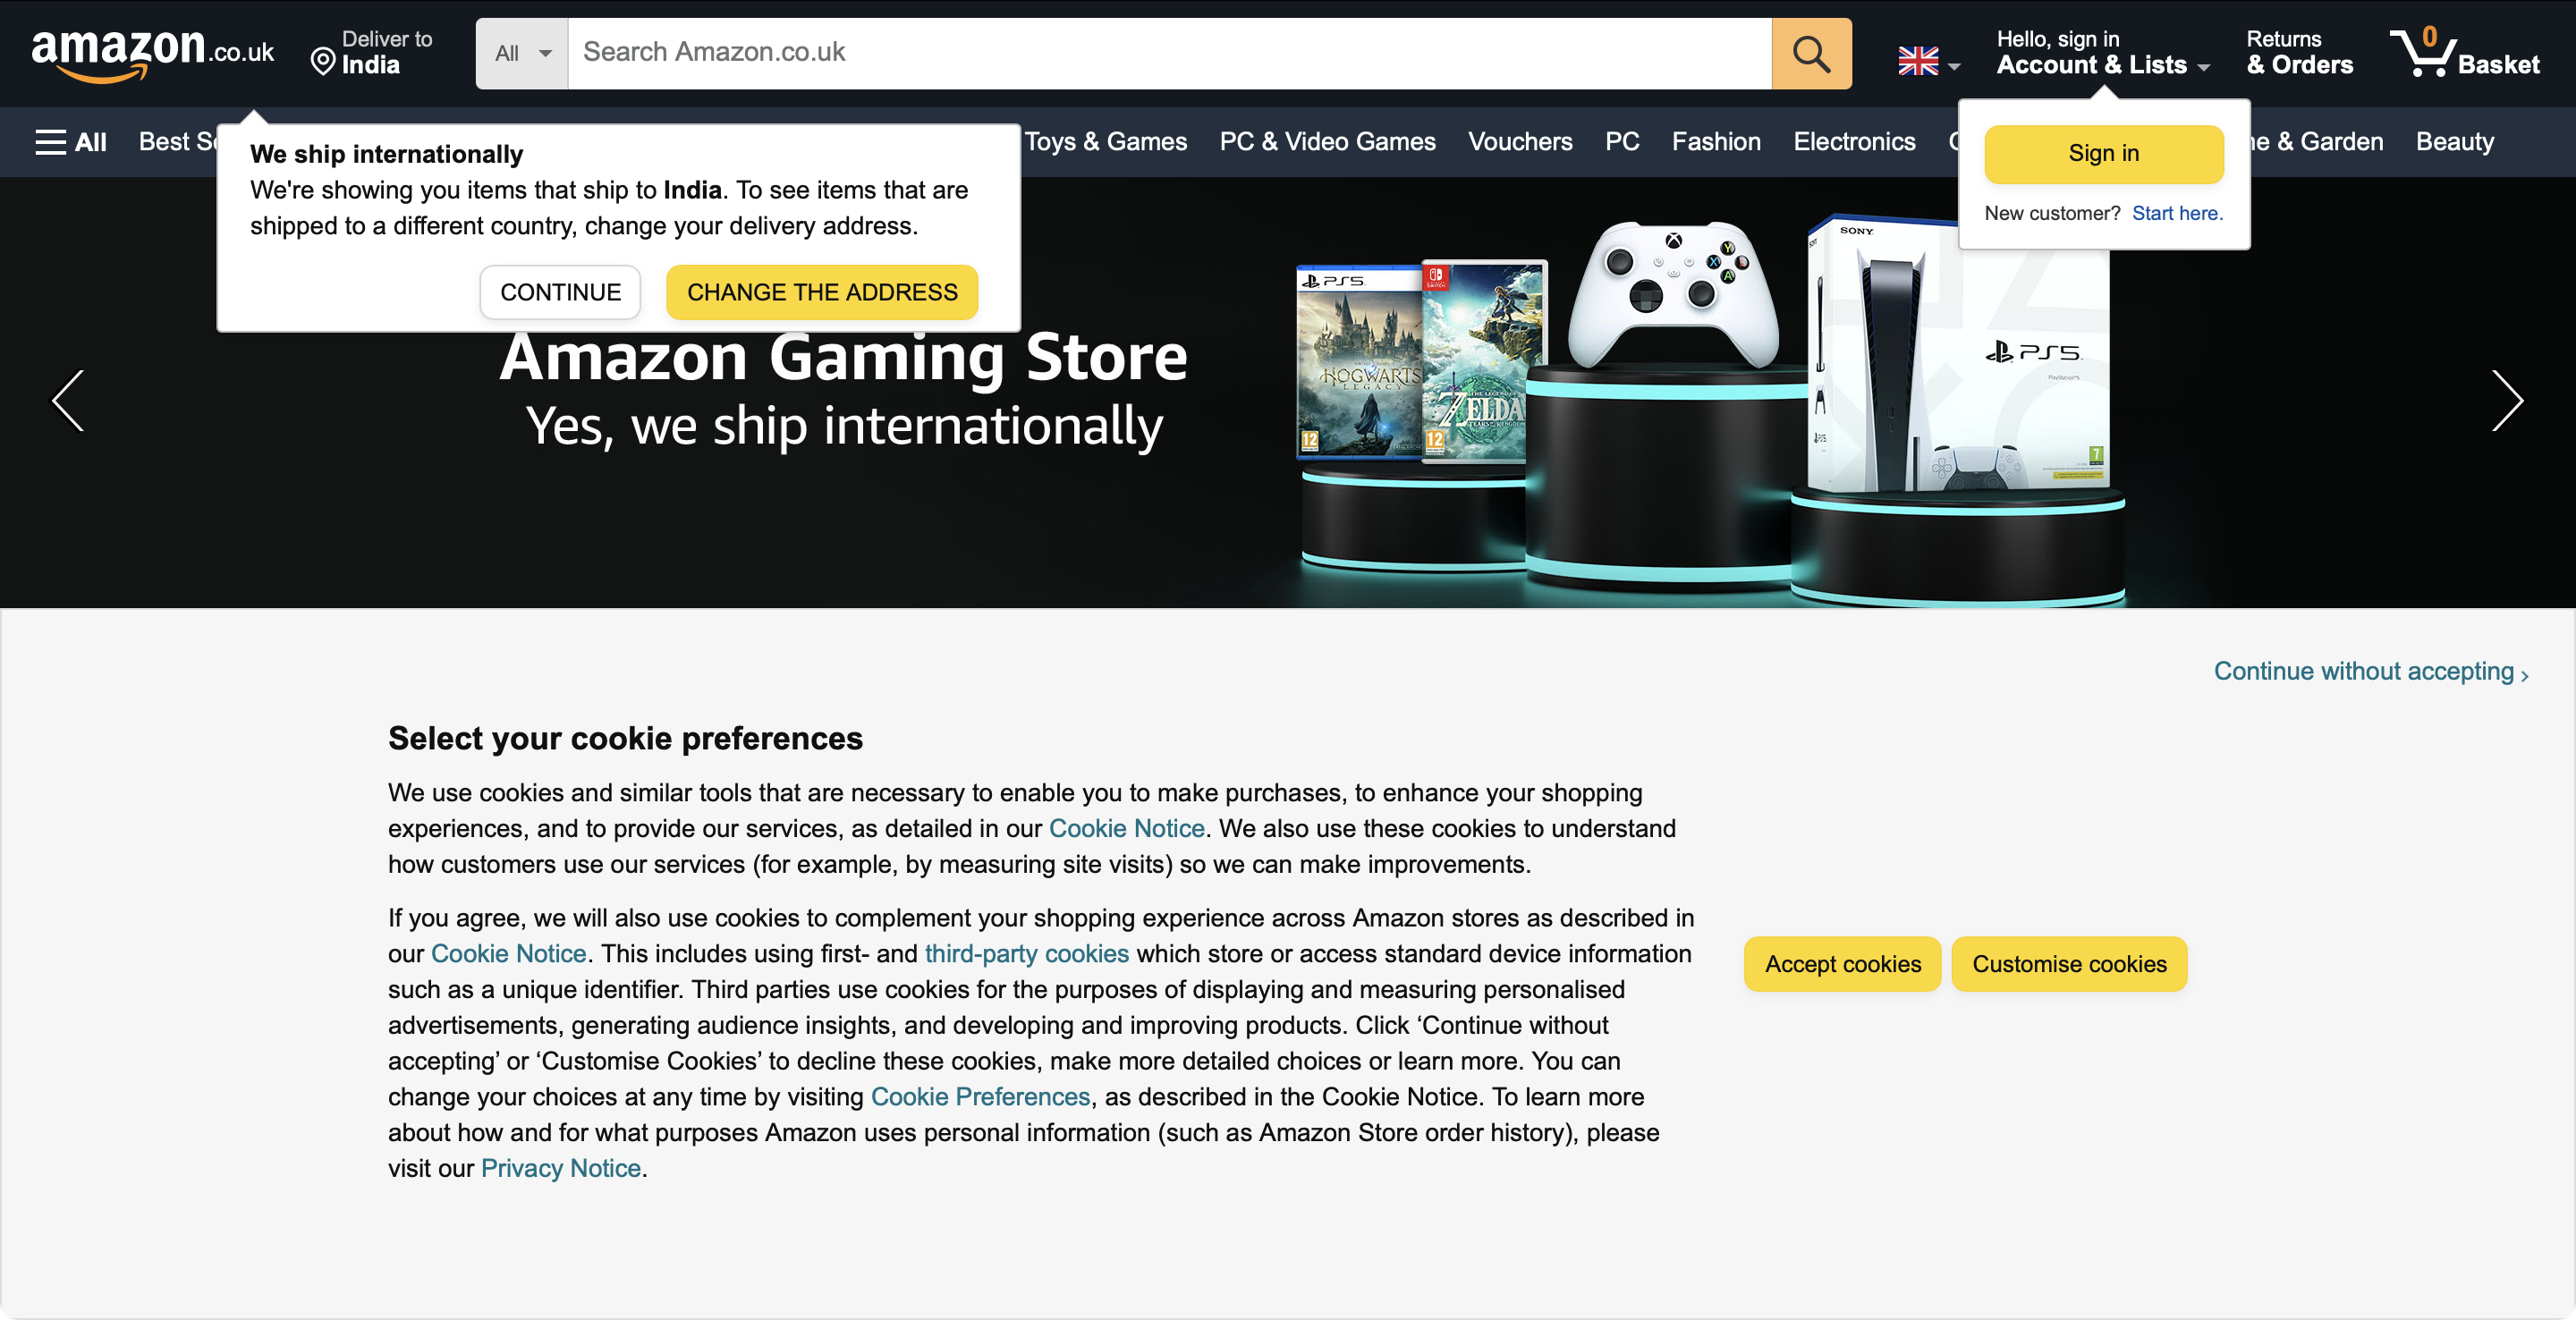 amazon.co.uk
Deliver to
India
All
Search Amazon.co.uk
Hello, sign in
Account & Lists
Returns
& Orders
0
Basket
All
Best Se
Toys & Games
PC & Video Games
Vouchers
PC
Fashion
Electronics
& Garden
Beauty
We ship internationally
We're showing you items that ship to India. To see items that are
shipped to a different country, change your delivery address.
CONTINUE
CHANGE THE ADDRESS
Sign in
New customer? Start here.
Amazon Gaming Store
Yes, we ship internationally
PS5
HOGWARTS
LEGACY
12
THE LEGEND OF
ZELDA
12
Y
X
A
SONY
PS5
7
Continue without accepting ›
Select your cookie preferences
We use cookies and similar tools that are necessary to enable you to make purchases, to enhance your shopping
experiences, and to provide our services, as detailed in our Cookie Notice. We also use these cookies to understand
how customers use our services (for example, by measuring site visits) so we can make improvements.
If you agree, we will also use cookies to complement your shopping experience across Amazon stores as described in
our Cookie Notice. This includes using first- and third-party cookies which store or access standard device information
such as a unique identifier. Third parties use cookies for the purposes of displaying and measuring personalised
advertisements, generating audience insights, and developing and improving products. Click ‘Continue without
accepting’ or ‘Customise Cookies’ to decline these cookies, make more detailed choices or learn more. You can
change your choices at any time by visiting Cookie Preferences, as described in the Cookie Notice. To learn more
about how and for what purposes Amazon uses personal information (such as Amazon Store order history), please
visit our Privacy Notice.
Accept cookies
Customise cookies